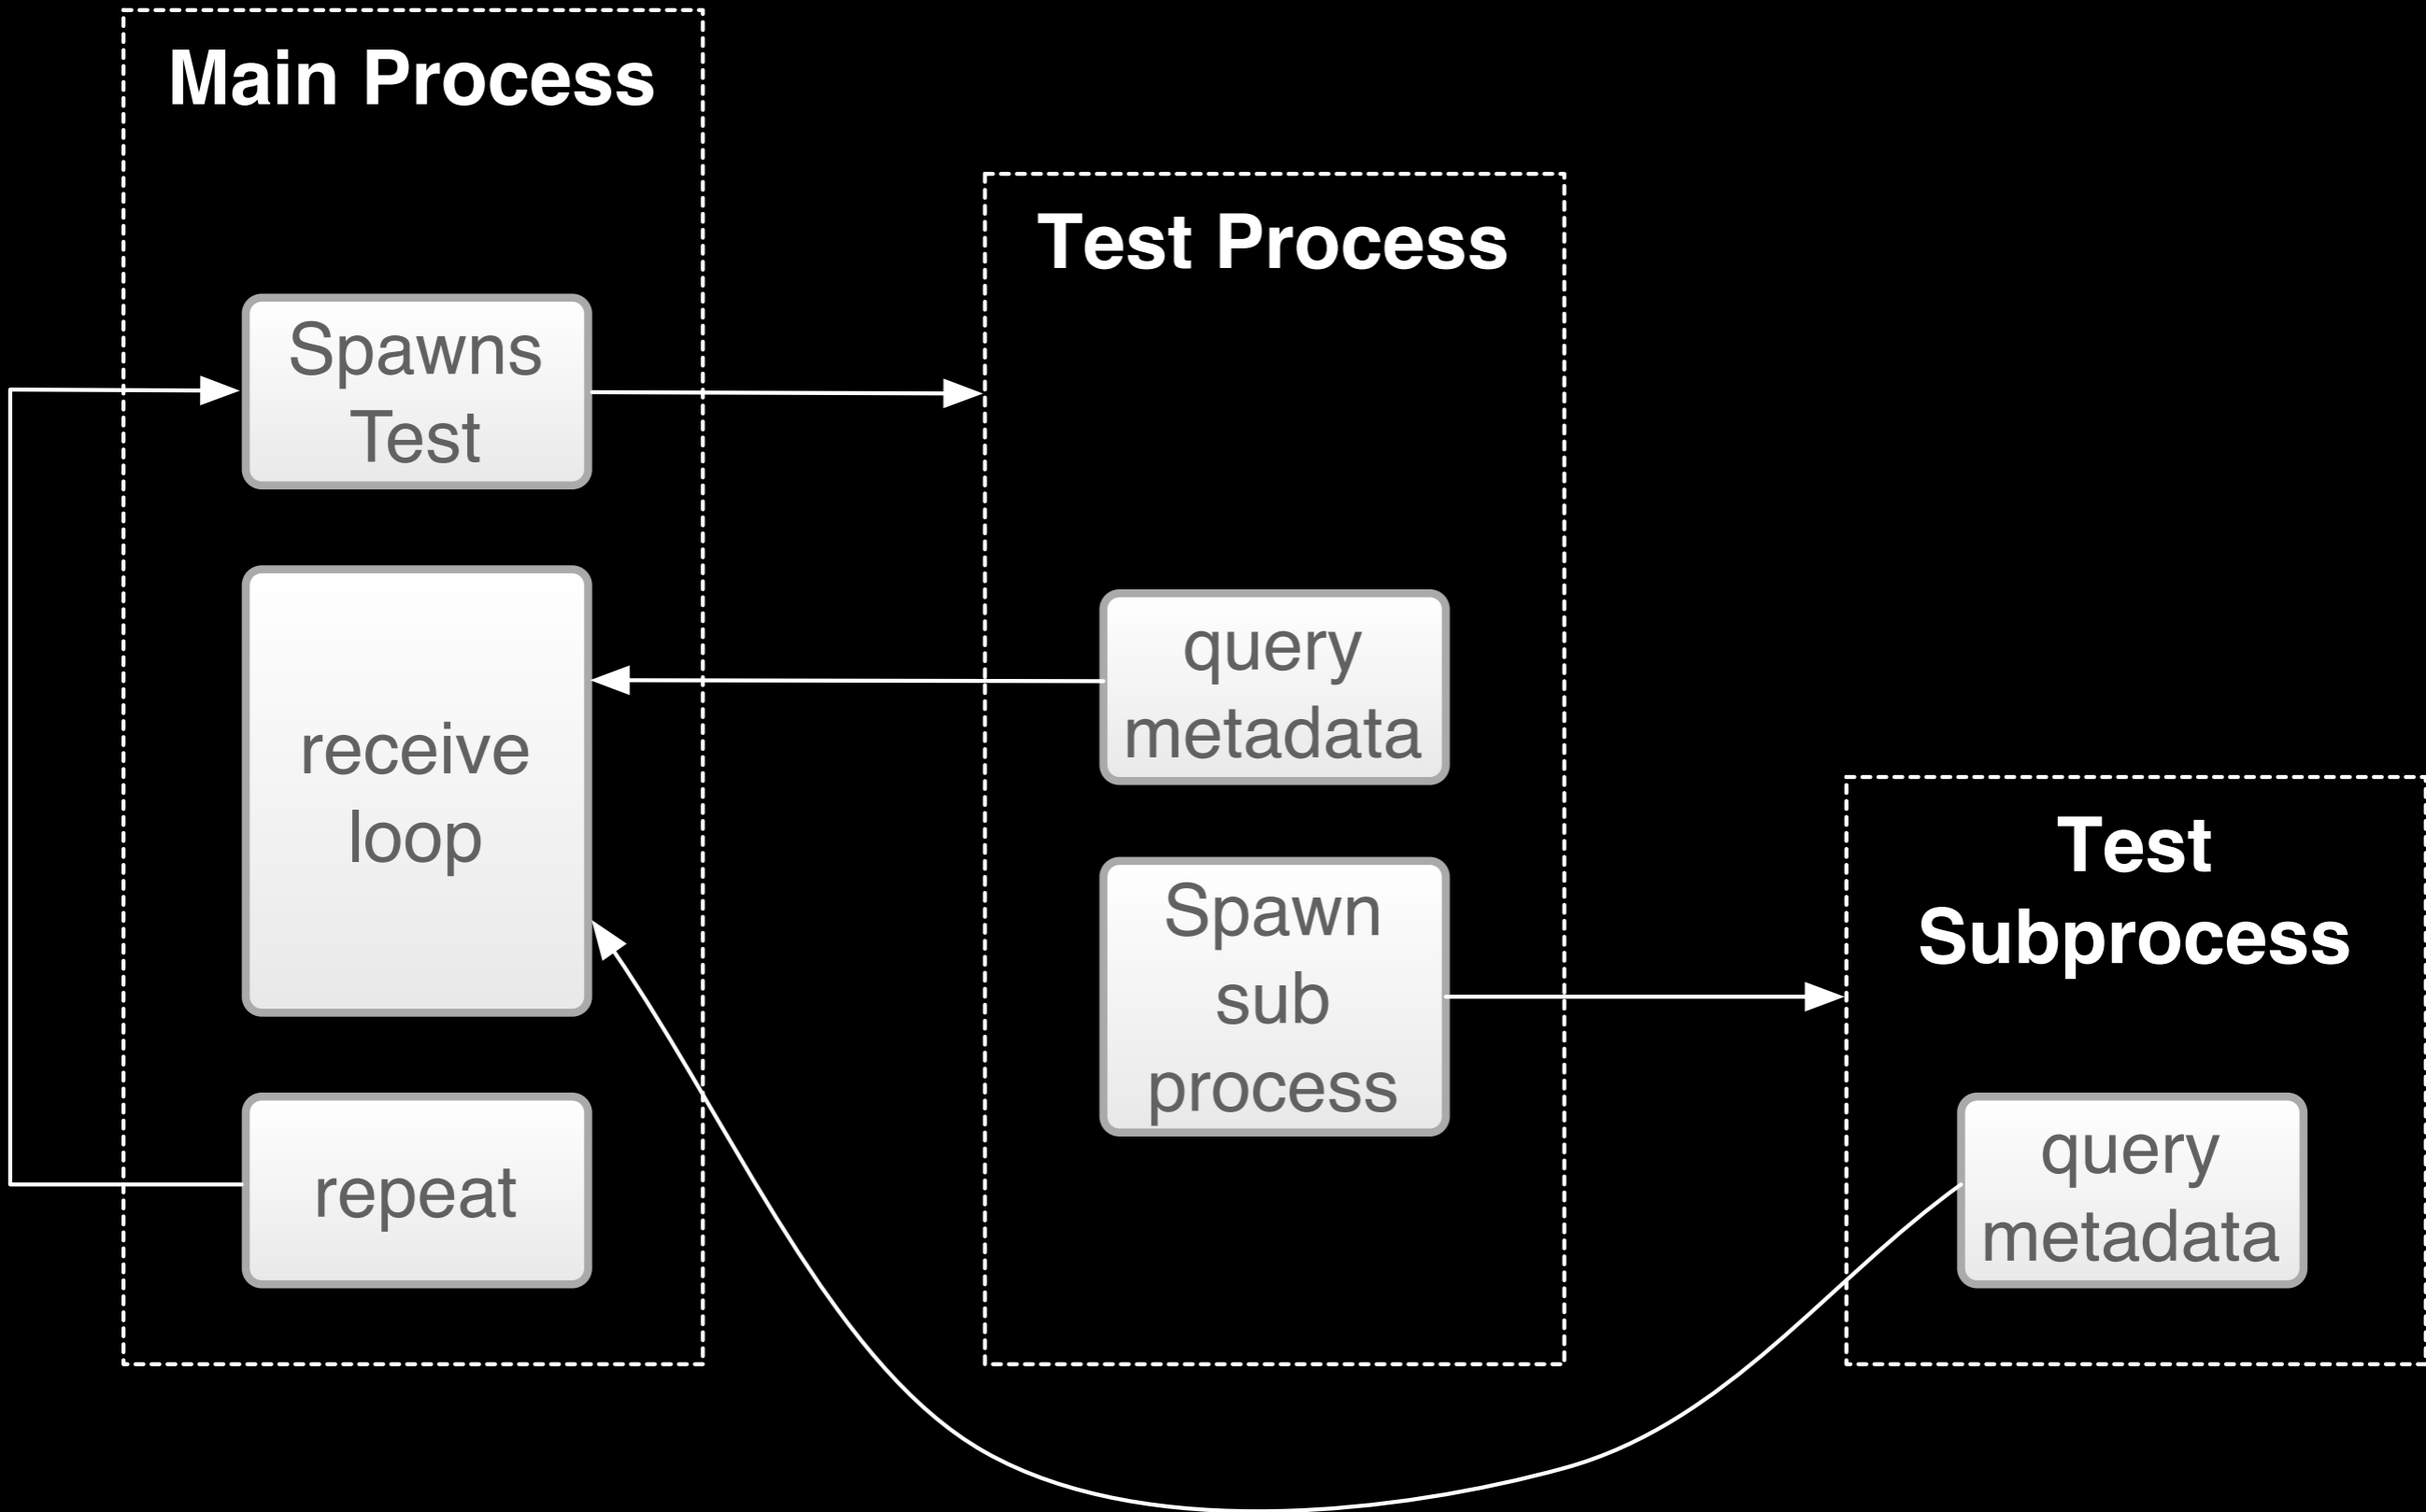 Main Process
Spawns
Test
receive
loop
repeat
Test Process
query
metadata
Spawn
sub
process
Test
Subprocess
query
metadata